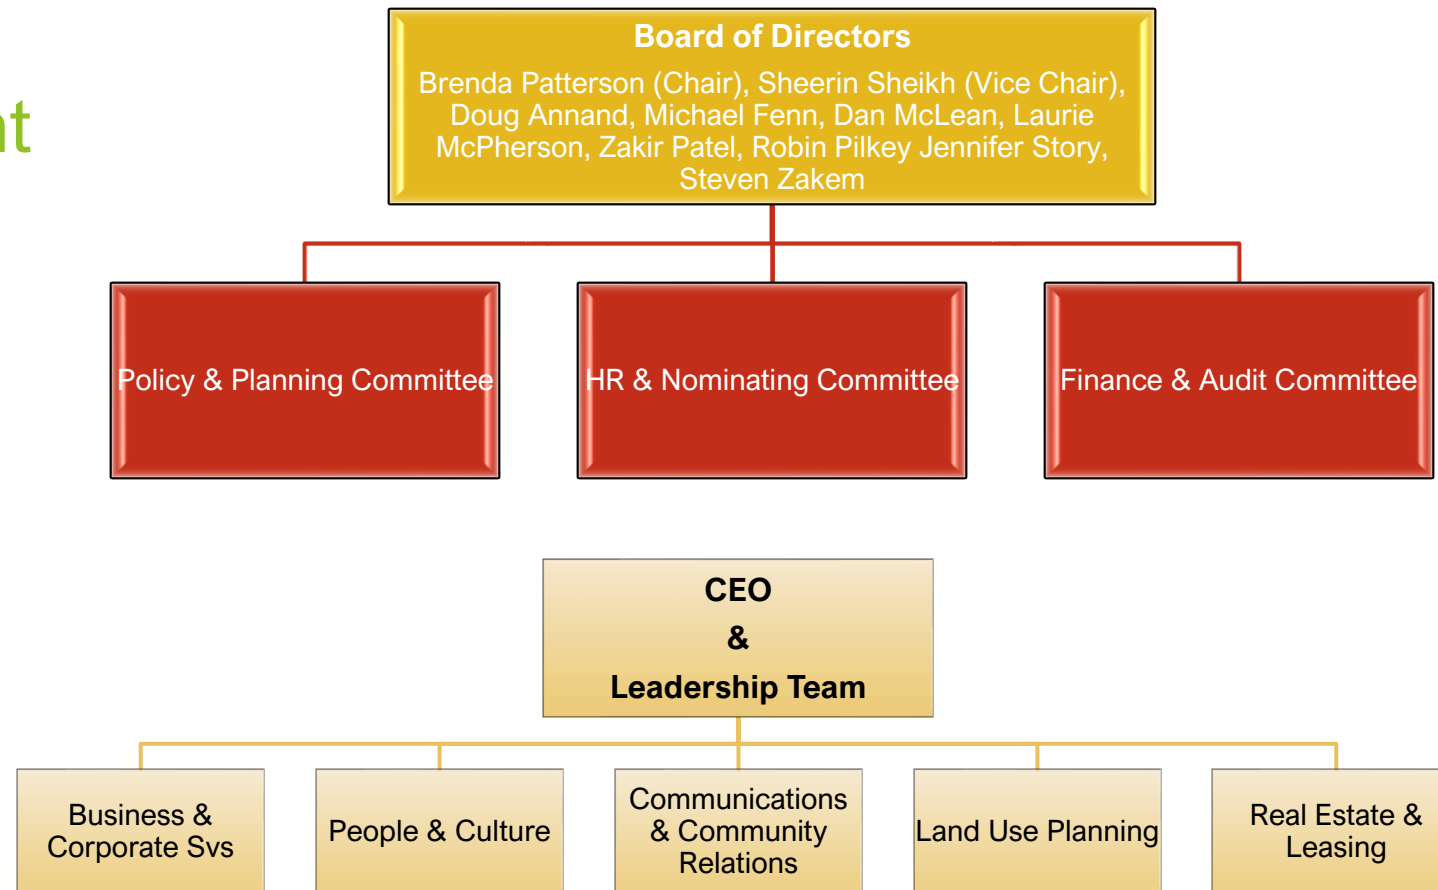 nt
Board of Directors
Brenda Patterson (Chair), Sheerin Sheikh (Vice Chair),
Doug Annand, Michael Fenn, Dan McLean, Laurie
McPherson, Zakir Patel, Robin Pilkey Jennifer Story,
Steven Zakem
Policy & Planning Committee
HR & Nominating Committee
Finance & Audit Committee
CEO
&
Leadership Team
Business &
Corporate Svs
People & Culture
Communications
& Community
Relations
Land Use Planning
Real Estate &
Leasing